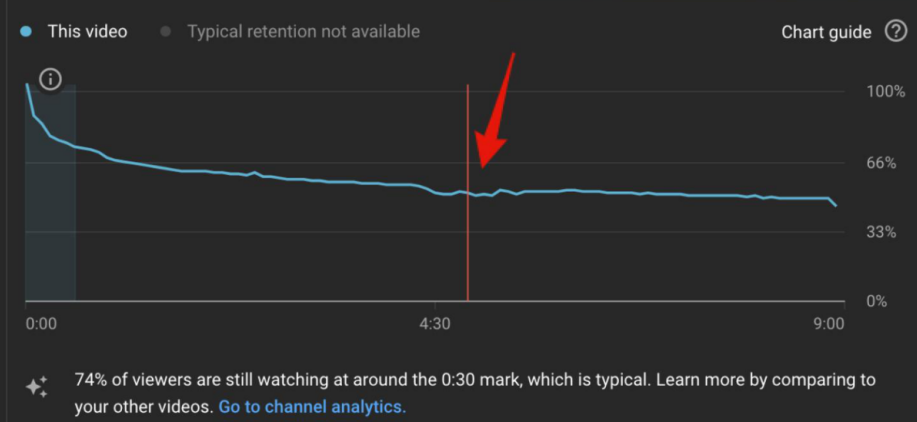 This video
Typical retention not available
Chart guide
100%
66%
33%
0%
0:00
4:30
9:00
74% of viewers are still watching at around the 0:30 mark, which is typical. Learn more by comparing to
your other videos. Go to channel analytics.